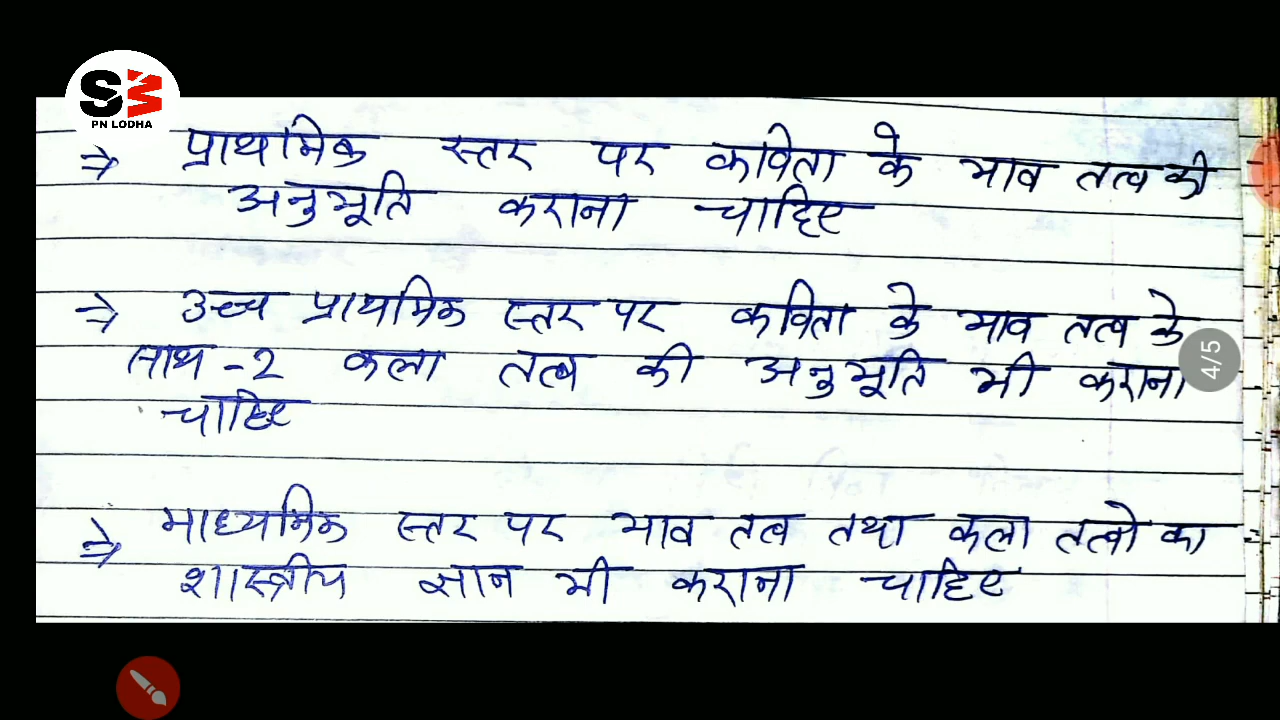 SM
PN LODHA
⇒ प्राथमिक स्तर पर कविता के भाव तत्व की
अनुभूति कराना चाहिए
⇒ उच्च प्राथमिक स्तर पर कविता के भाव तत्व के
साथ -2 कला तत्व की अनुभूति भी कराना
चाहिए
⇒ माध्यमिक स्तर पर भाव तत्व तथा कला तत्वो का
शास्त्रीय ज्ञान भी कराना चाहिए
4/5